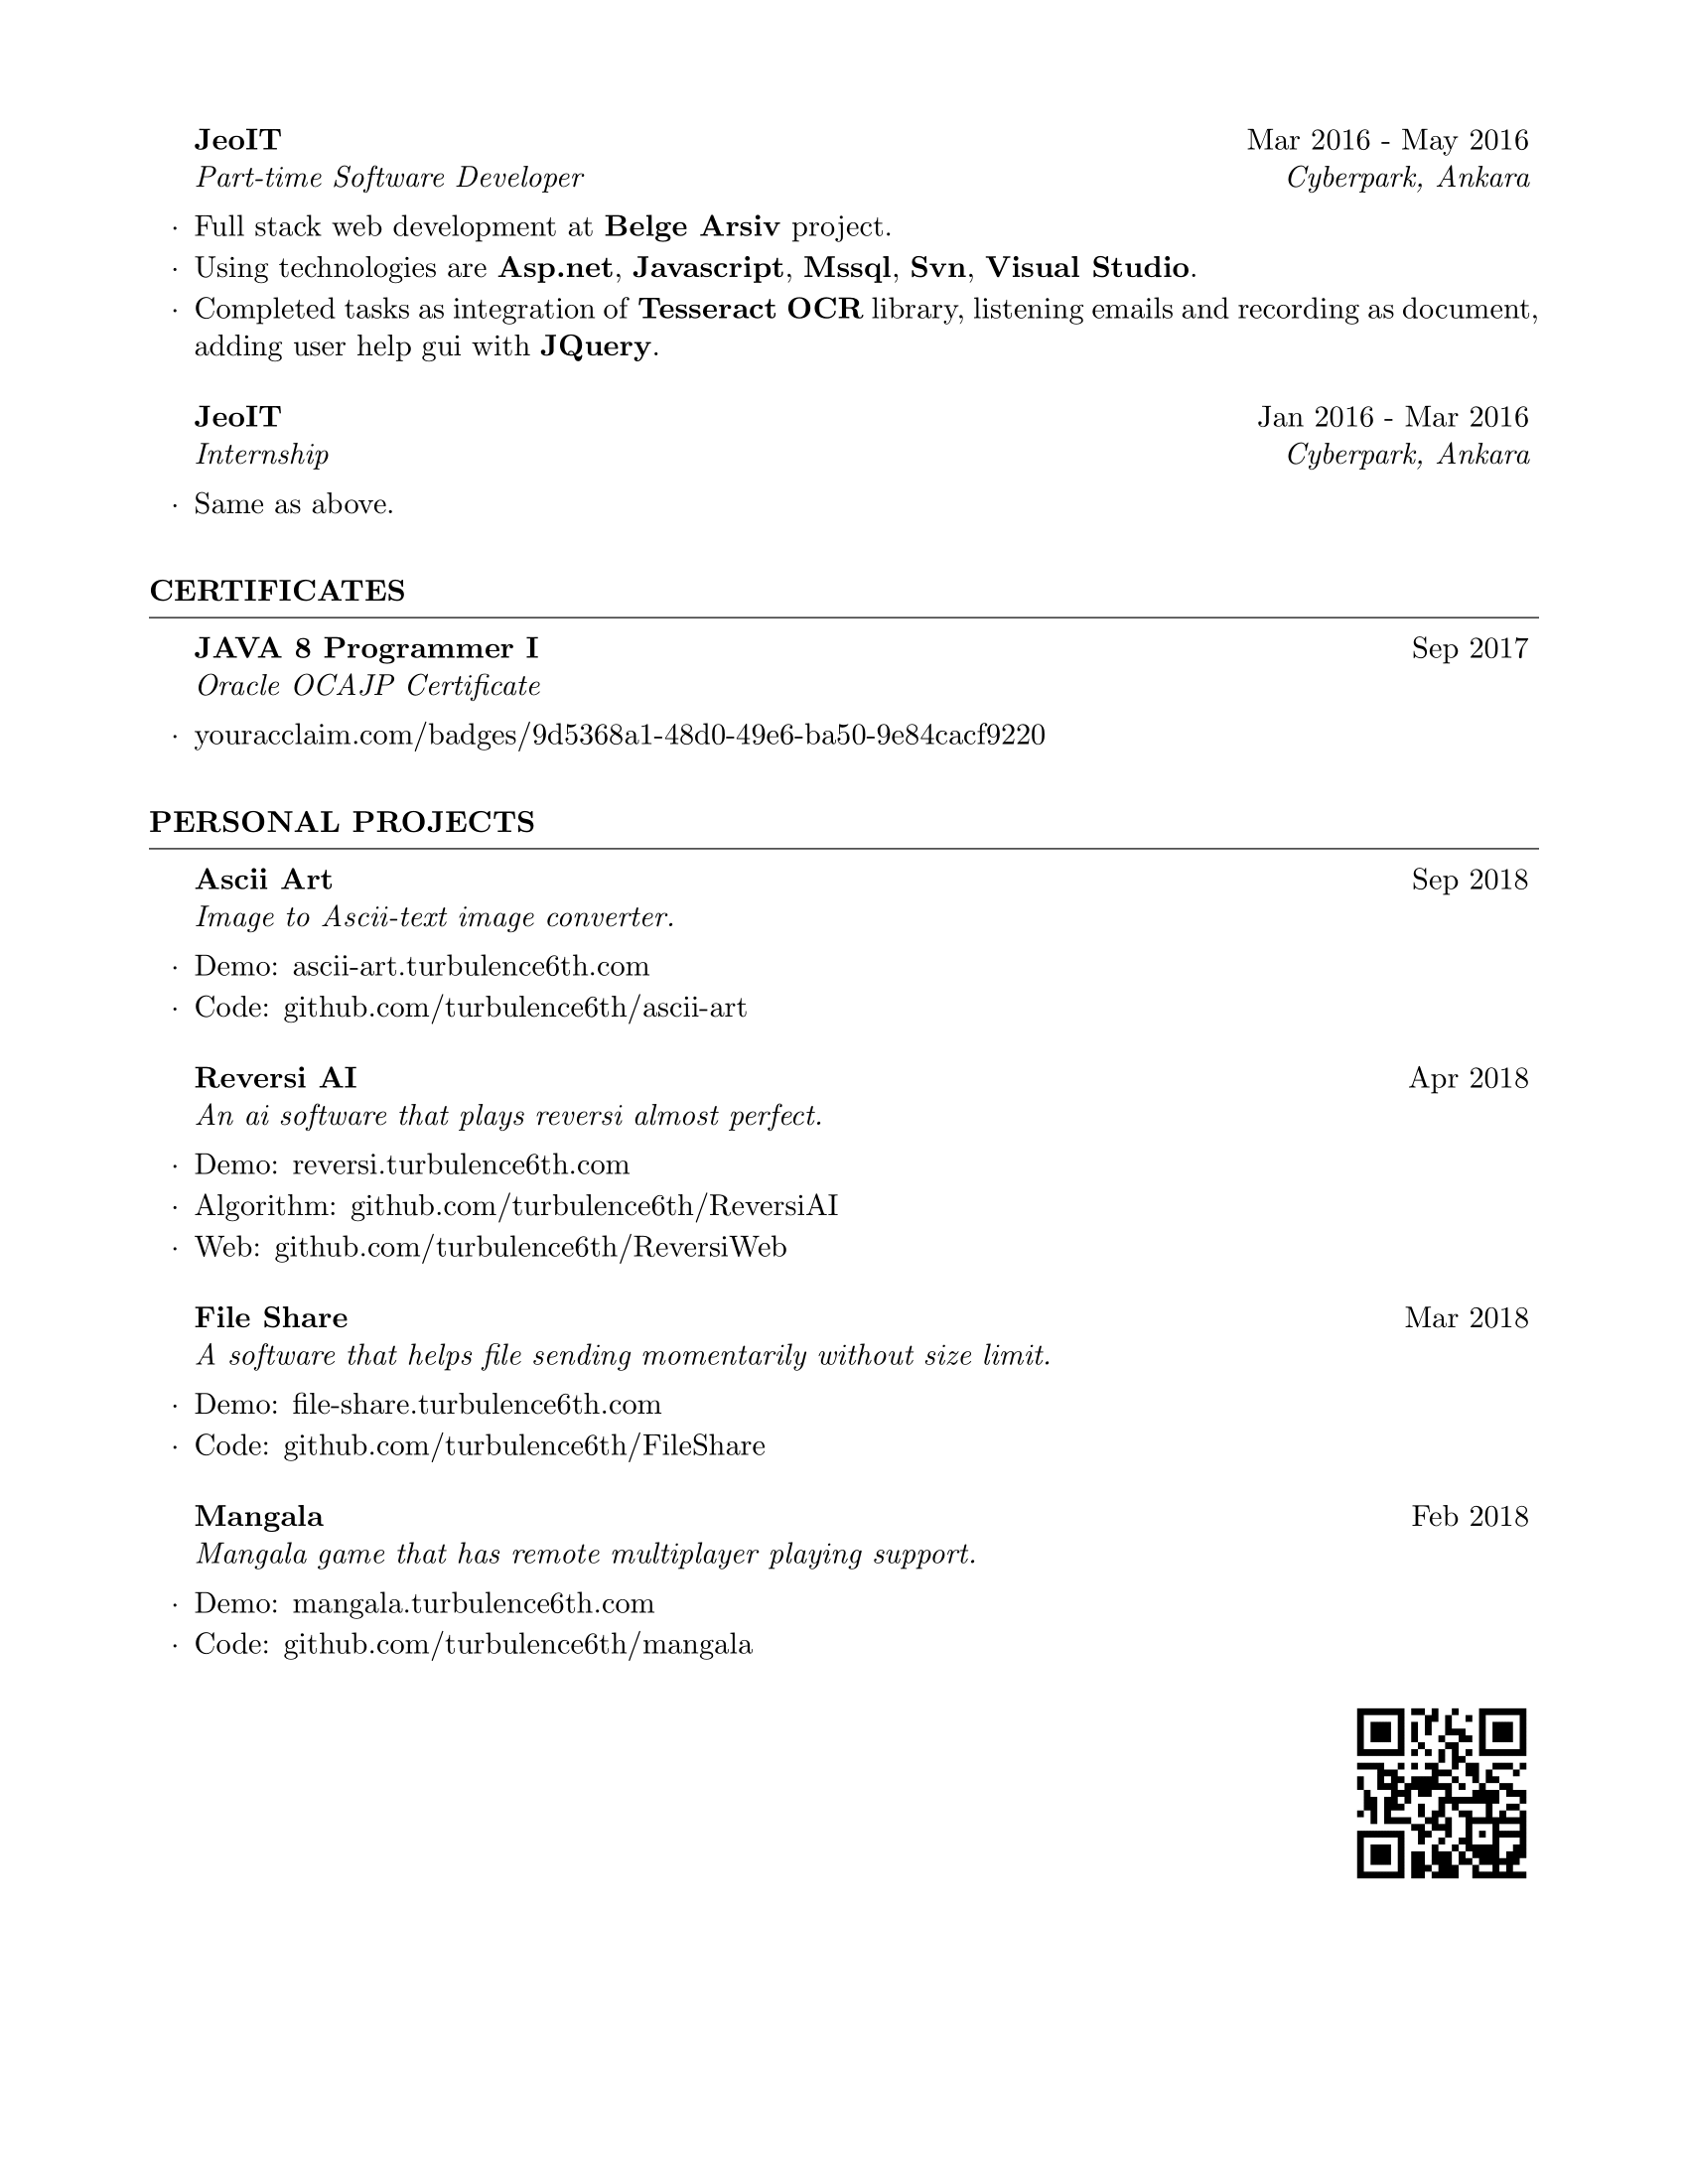 JeoIT Mar 2016 - May 2016
Part-time Software Developer Cyberpark, Ankara
· Full stack web development at Belge Arsiv project.
· Using technologies are Asp.net, Javascript, Mssql, Svn, Visual Studio.
· Completed tasks as integration of Tesseract OCR library, listening emails and recording as document,
adding user help gui with JQuery.
JeoIT Jan 2016 - Mar 2016
Internship Cyberpark, Ankara
· Same as above.
CERTIFICATES
JAVA 8 Programmer I Sep 2017
Oracle OCAJP Certificate
· youracclaim.com/badges/9d5368a1-48d0-49e6-ba50-9e84cacf9220
PERSONAL PROJECTS
Ascii Art Sep 2018
Image to Ascii-text image converter.
· Demo: ascii-art.turbulence6th.com
· Code: github.com/turbulence6th/ascii-art
Reversi AI Apr 2018
An ai software that plays reversi almost perfect.
· Demo: reversi.turbulence6th.com
· Algorithm: github.com/turbulence6th/ReversiAI
· Web: github.com/turbulence6th/ReversiWeb
File Share Mar 2018
A software that helps file sending momentarily without size limit.
· Demo: file-share.turbulence6th.com
· Code: github.com/turbulence6th/FileShare
Mangala Feb 2018
Mangala game that has remote multiplayer playing support.
· Demo: mangala.turbulence6th.com
· Code: github.com/turbulence6th/mangala